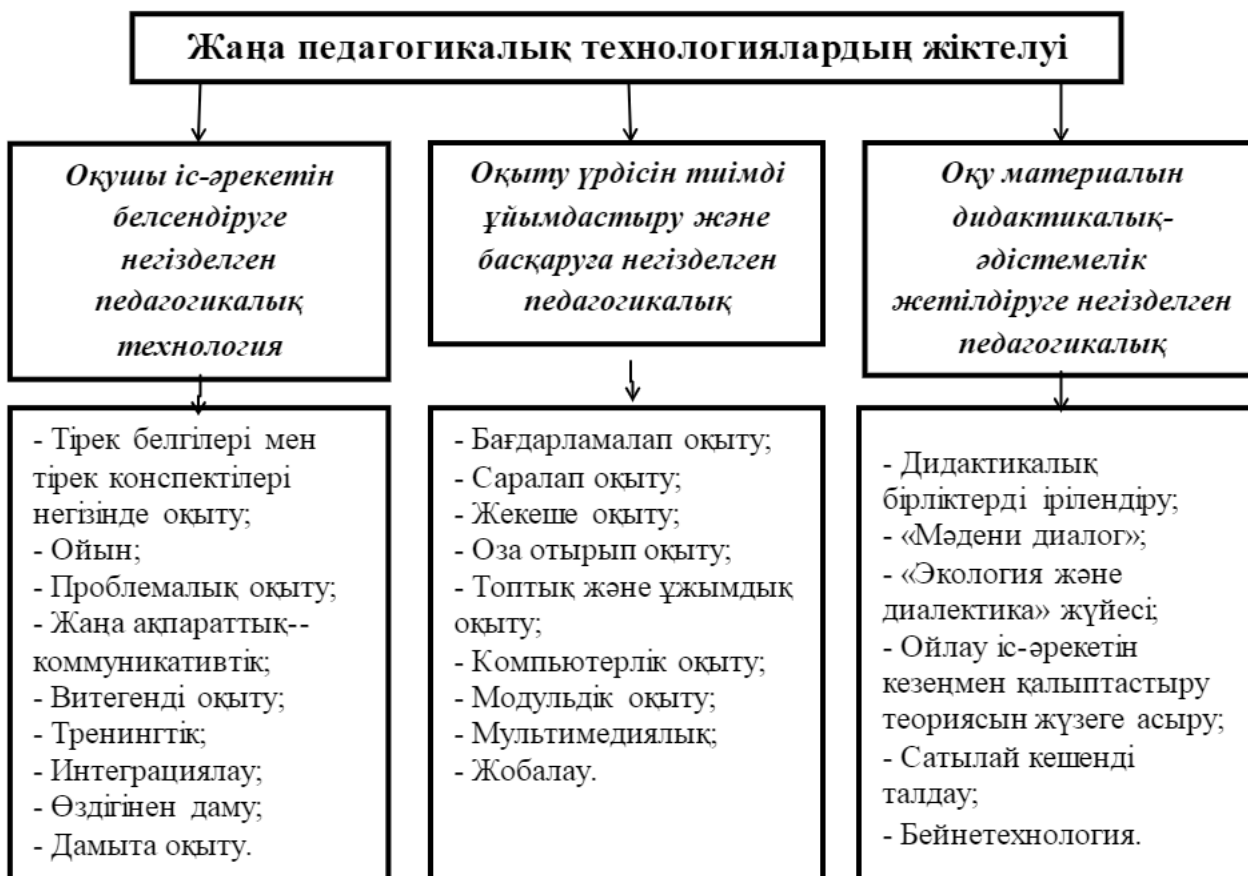 Жаңа педагогикалық технологиялардың жіктелуі
Оқушы іс-әрекетін
белсендіруге
негізделген
педагогикалық
технология
Оқыту үрдісін тиімді
ұйымдастыру және
басқаруға негізделген
педагогикалық
Оқу материалын
дидактикалық-
әдістемелік
жетілдіруге негізделген
педагогикалық
- Тірек белгілері мен
тірек конспектілері
негізінде оқыту;
- Ойын;
- Проблемалық оқыту;
- Жаңа ақпараттық--
коммуникативтік;
- Витегенді оқыту;
- Тренингтік;
- Интеграциялау;
- Өздігінен даму;
- Дамыта оқыту.
- Бағдарламалап оқыту;
- Саралап оқыту;
- Жекеше оқыту;
- Оза отырып оқыту;
- Топтық және ұжымдық
оқыту;
- Компьютерлік оқыту;
- Модульдік оқыту;
- Мультимедиялық;
- Жобалау.
- Дидактикалық
бірліктерді ірілендіру;
- «Мәдени диалог»;
- «Экология және
диалектика» жүйесі;
- Ойлау іс-әрекетін
кезеңмен қалыптастыру
теориясын жүзеге асыру;
- Сатылай кешенді
талдау;
- Бейнетехнология.